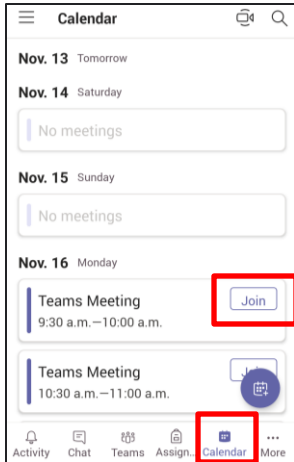 Calendar
Nov. 13 Tomorrow
Nov. 14 Saturday
No meetings
Nov. 15 Sunday
No meetings
Nov. 16 Monday
Teams Meeting
Join
9:30 a.m.—10:00 a.m.
Teams Meeting
10:30 a.m.—11:00 a.m.
Activity Chat Teams Assign.. Calendar More